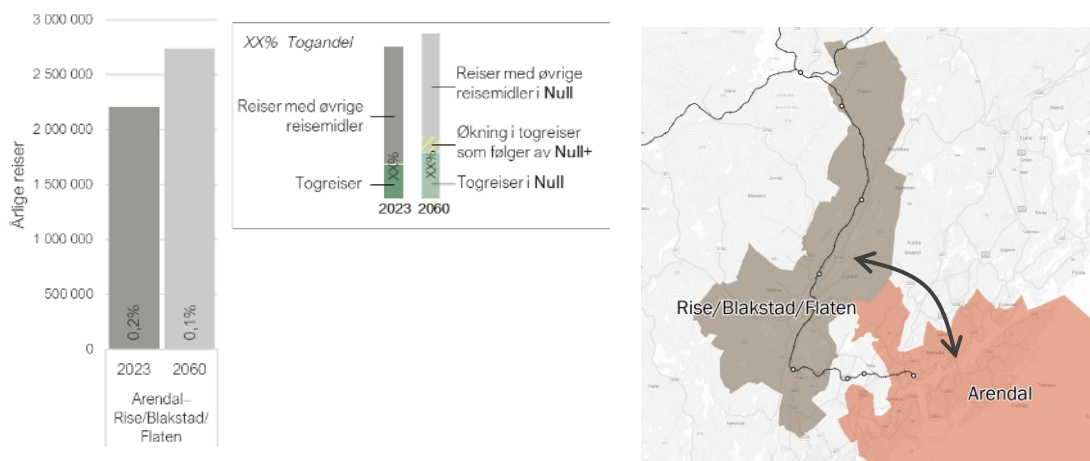 3 000 000
2 500 000
2 000 000
1 500 000
1 000 000
500 000
0
Årlige reiser
0,2%
0,1%
2023 2060
Arendal–
Rise/Blakstad/
Flaten
XX% Togandel
Reiser med øvrige
reisemidler
Togreiser
XX%
XX%
2023 2060
Reiser med øvrige
reisemidler i Null
Økning i togreiser
som følger av Null+
Togreiser i Null
Rise/Blakstad/Flaten
Arendal